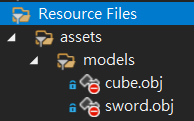 Resource Files
assets
models
cube.obj
sword.obj